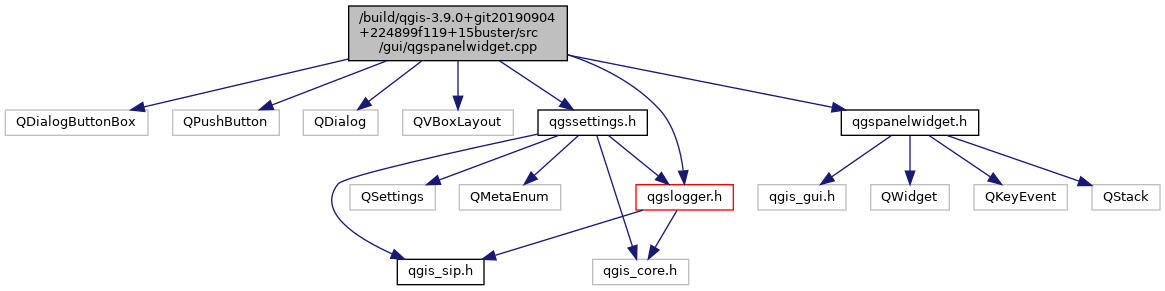 /build/qgis-3.9.0+git20190904
+224899f119+15buster/src
/gui/qgspanelwidget.cpp
QDialogButtonBox
QPushButton
QDialog
QVBoxLayout
qgssettings.h
qgspanelwidget.h
QSettings
QMetaEnum
qgslogger.h
qgis_gui.h
QWidget
QKeyEvent
QStack
qgis_sip.h
qgis_core.h